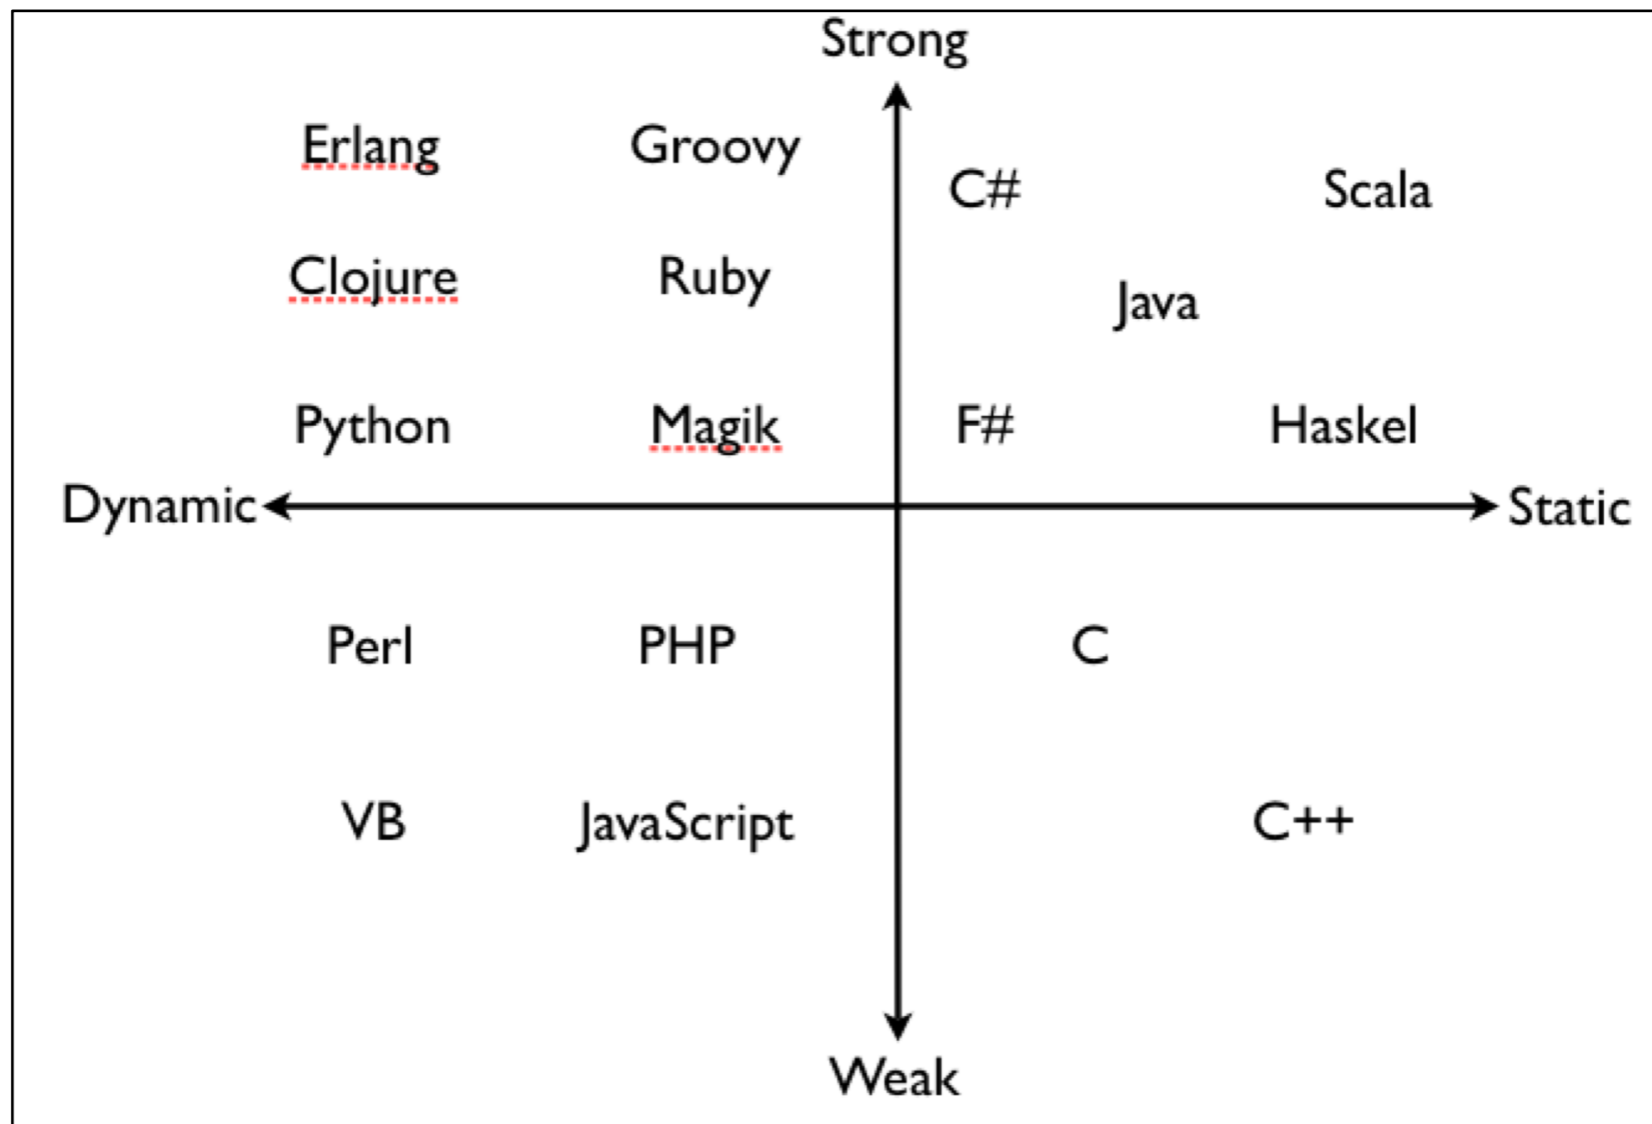 Strong
Erlang Groovy
C# Scala
Clojure Ruby
Java
Python Magik F# Haskel
Dynamic Static
Perl PHP C
VB JavaScript C++
Weak